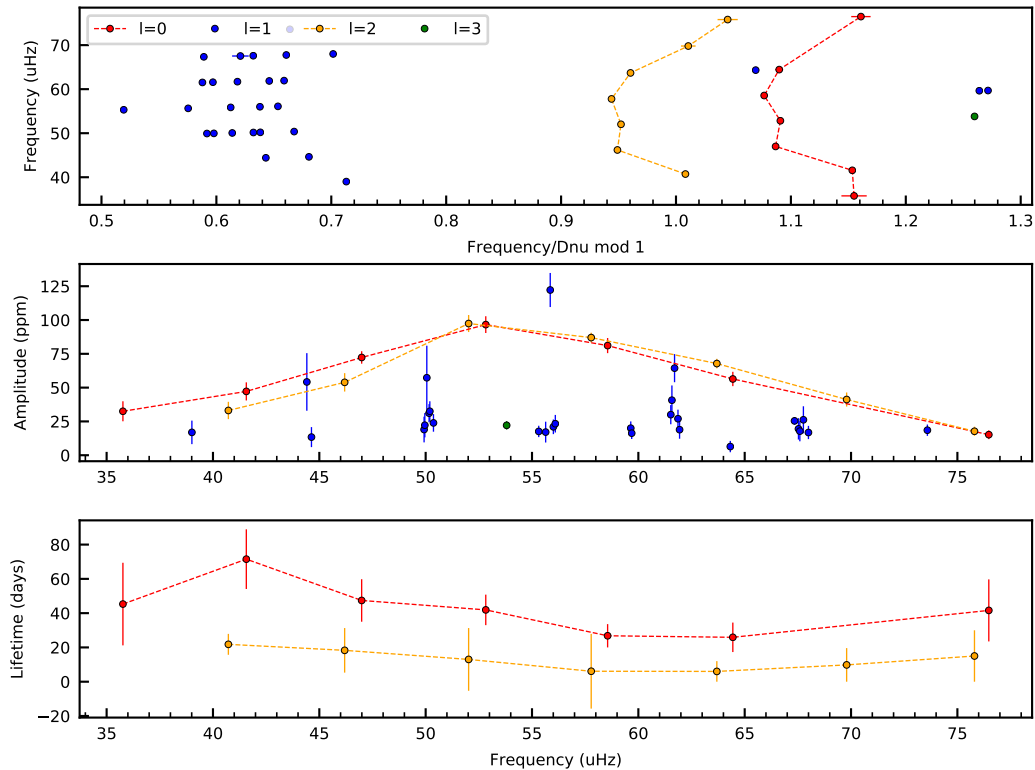 l=0 l=1 l=2 l=3
Frequency (uHz)
70
60
50
40
0.5 0.6 0.7 0.8 0.9 1.0 1.1 1.2 1.3
Frequency/Dnu mod 1
Amplitude (ppm)
125
100
75
50
25
0
35 40 45 50 55 60 65 70 75
Lifetime (days)
80
60
40
20
0
−20
35 40 45 50 55 60 65 70 75
Frequency (uHz)